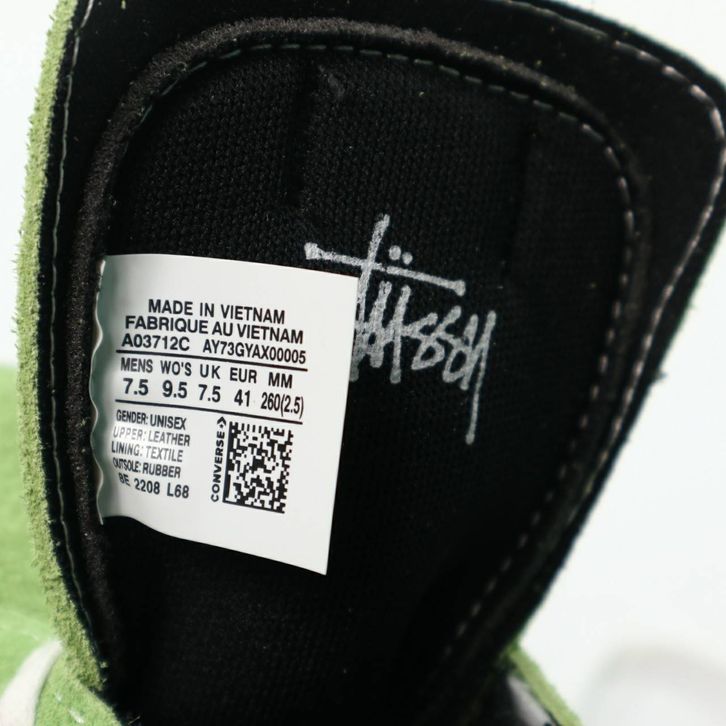 MADE IN VIETNAM
FABRIQUE AU VIETNAM
A03712C AY73GYAX00005
MENS WO'S UK EUR MM
7.5 9.5 7.5 41 260(2.5)
GENDER: UNISEX
UPPER: LEATHER
LINING: TEXTILE
OUTSOLE: RUBBER
BE 2208 L68
CONVERSE
Stüssy